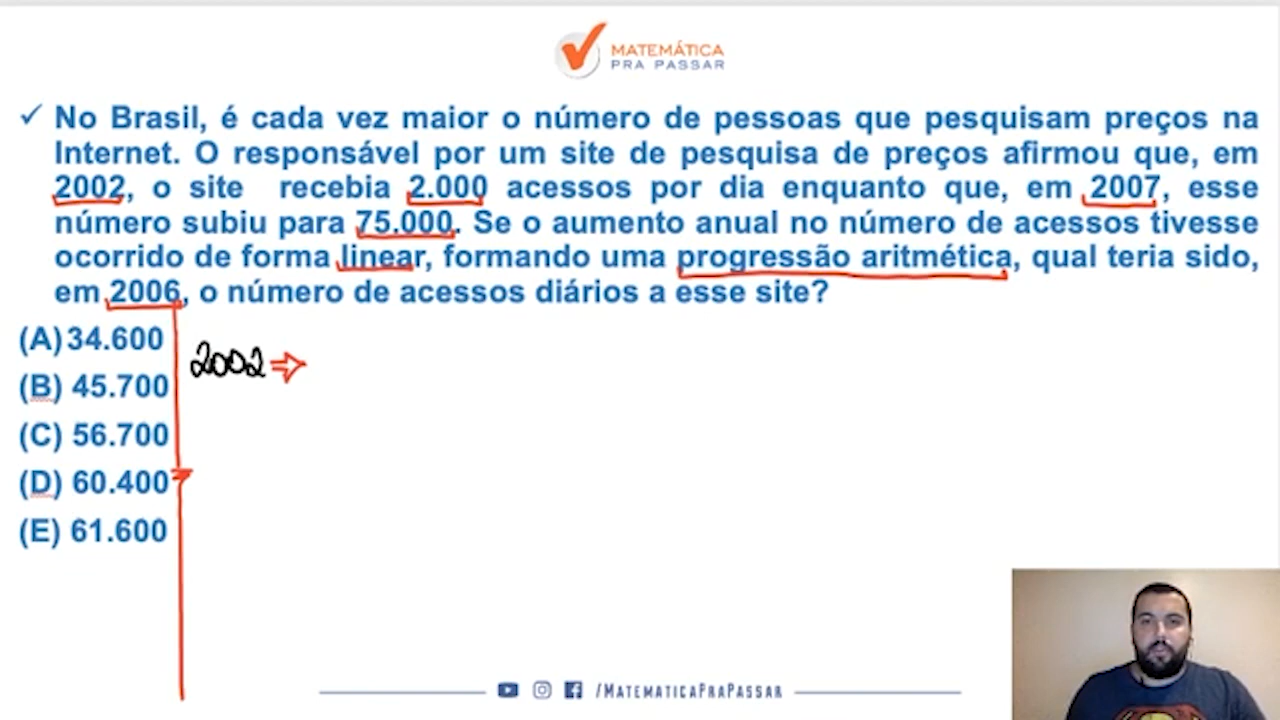 MATEMÁTICA
PRA PASSAR
✓ No Brasil, é cada vez maior o número de pessoas que pesquisam preços na
Internet. O responsável por um site de pesquisa de preços afirmou que, em
2002, o site recebia 2.000 acessos por dia enquanto que, em 2007, esse
número subiu para 75.000. Se o aumento anual no número de acessos tivesse
ocorrido de forma linear, formando uma progressão aritmética, qual teria sido,
em 2006, o número de acessos diários a esse site?
(A) 34.600
(B) 45.700
(C) 56.700
(D) 60.400
(E) 61.600
2002 ⇒
/MATEMATICAPRAPASSAR